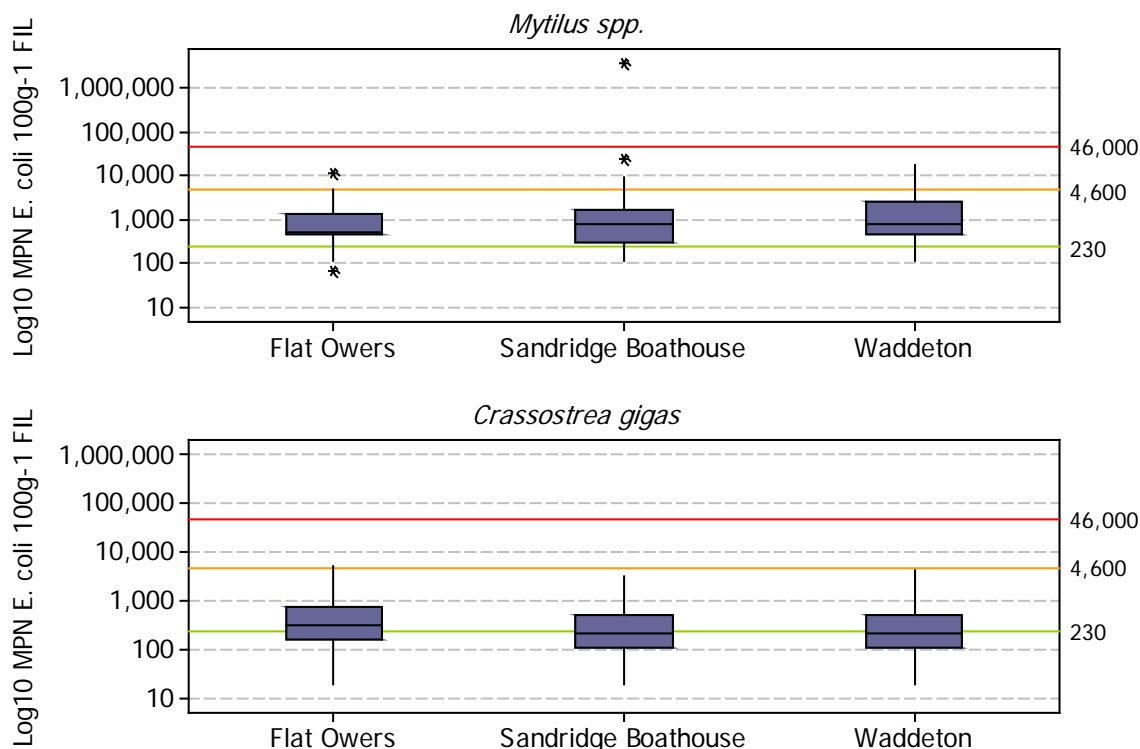 Mytilus spp.
Log10 MPN E. coli 100g-1 FIL
1,000,000
100,000
10,000
1,000
100
10
46,000
4,600
230
Flat Owers
Sandridge Boathouse
Waddeton
Crassostrea gigas
Log10 MPN E. coli 100g-1 FIL
1,000,000
100,000
10,000
1,000
100
10
46,000
4,600
230
Flat Owers
Sandridge Boathouse
Waddeton